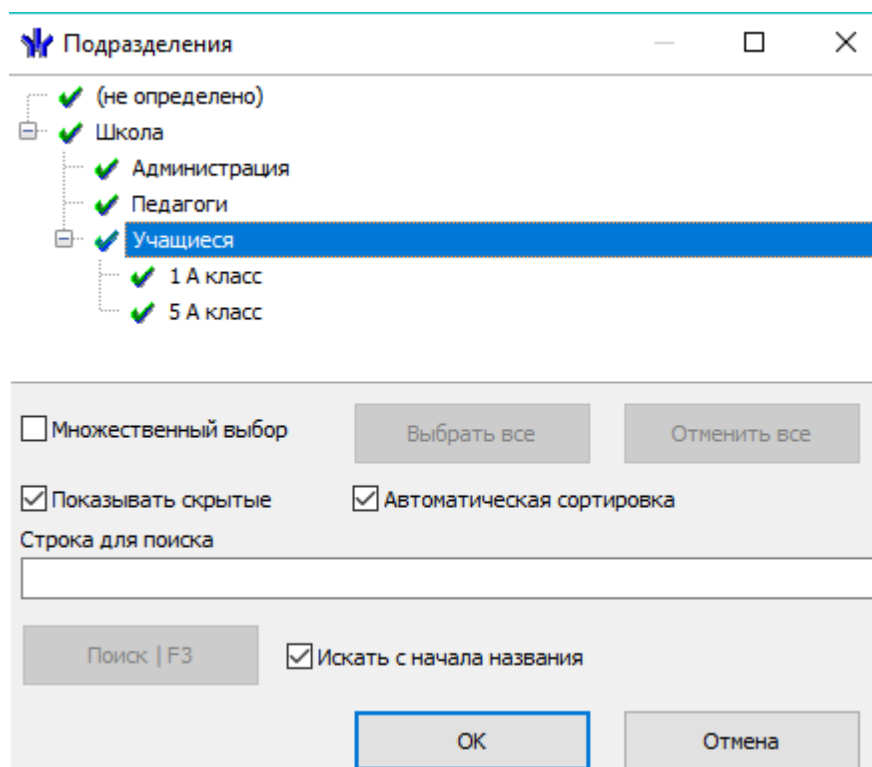 Подразделения
(не определено)
Школа
Администрация
Педагоги
Учащиеся
1 А класс
5 А класс
Множественный выбор
Выбрать все
Отменить все
Показывать скрытые
Автоматическая сортировка
Строка для поиска
Поиск | F3
Искать с начала названия
OK
Отмена